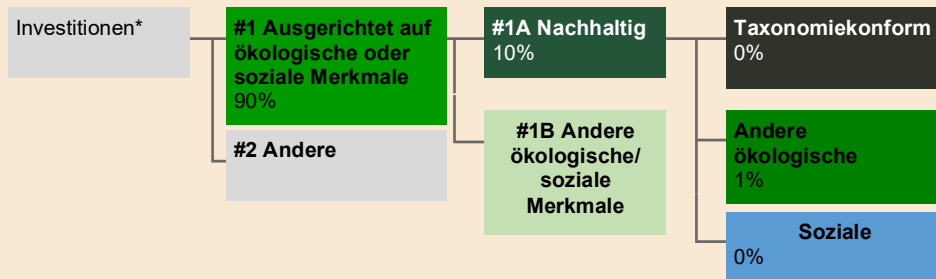 Investitionen*
#1 Ausgerichtet auf
ökologische oder
soziale Merkmale
90%
#2 Andere
#1A Nachhaltig
10%
#1B Andere
ökologische/
soziale
Merkmale
Taxonomiekonform
0%
Andere
ökologische
1%
Soziale
0%